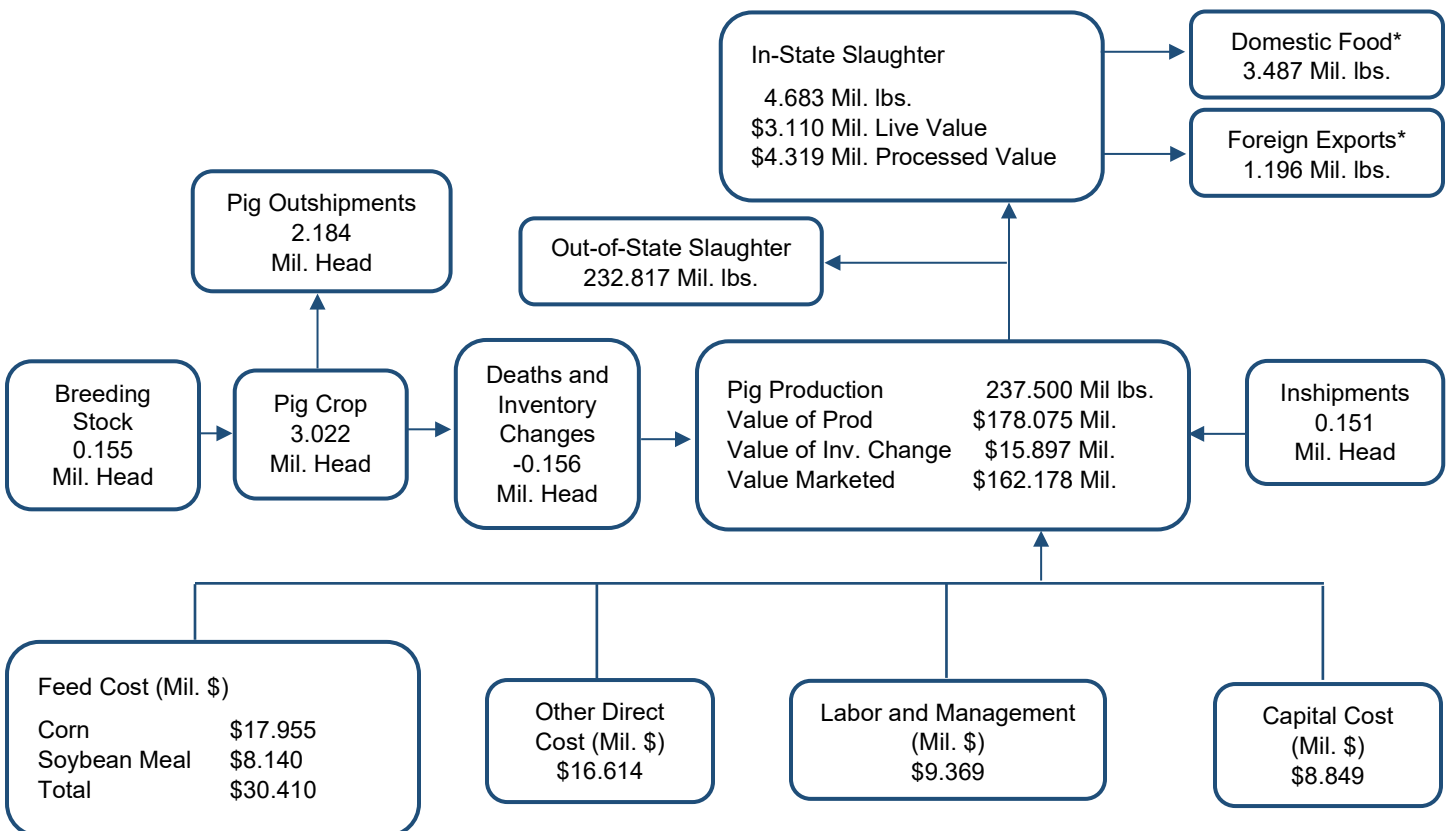 In-State Slaughter
4.683 Mil. lbs.
$3.110 Mil. Live Value
$4.319 Mil. Processed Value
Domestic Food*
3.487 Mil. lbs.
Foreign Exports*
1.196 Mil. lbs.
Pig Outshipments
2.184
Mil. Head
Out-of-State Slaughter
232.817 Mil. lbs.
Breeding
Stock
0.155
Mil. Head
Pig Crop
3.022
Mil. Head
Deaths and
Inventory
Changes
-0.156
Mil. Head
Pig Production 237.500 Mil lbs.
Value of Prod $178.075 Mil.
Value of Inv. Change $15.897 Mil.
Value Marketed $162.178 Mil.
Inshipments
0.151
Mil. Head
Feed Cost (Mil. $)
Corn $17.955
Soybean Meal $8.140
Total $30.410
Other Direct
Cost (Mil. $)
$16.614
Labor and Management
(Mil. $)
$9.369
Capital Cost
(Mil. $)
$8.849